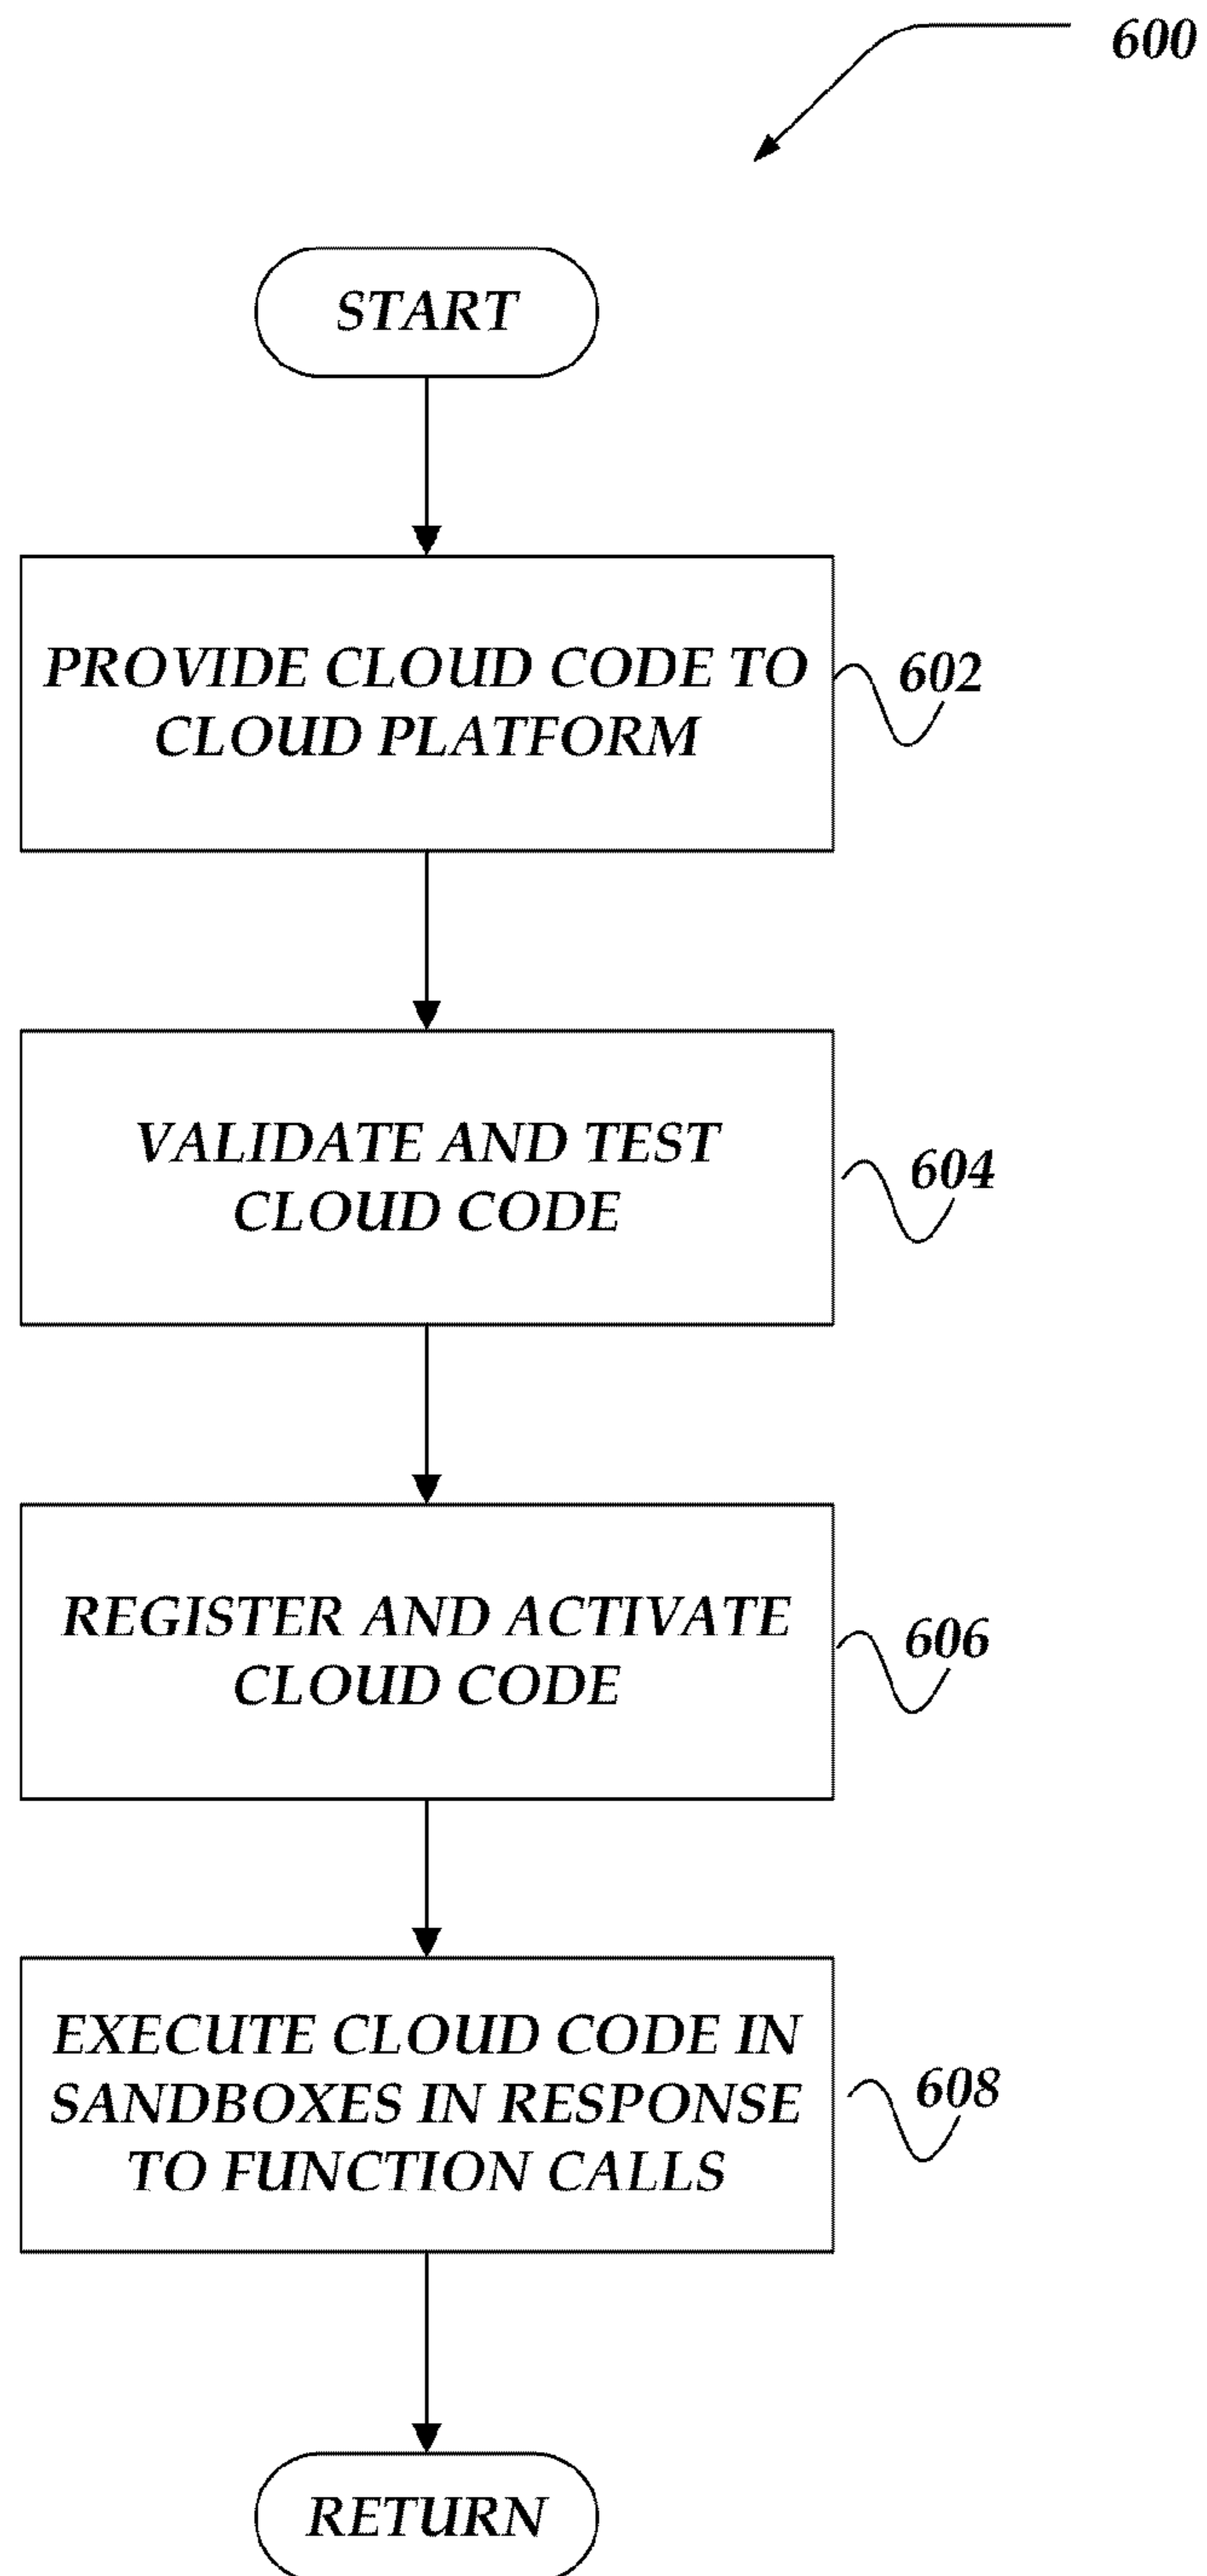 600
START
PROVIDE CLOUD CODE TO
CLOUD PLATFORM
602
VALIDATE AND TEST
CLOUD CODE
604
REGISTER AND ACTIVATE
CLOUD CODE
606
EXECUTE CLOUD CODE IN
SANDBOXES IN RESPONSE
TO FUNCTION CALLS
608
RETURN